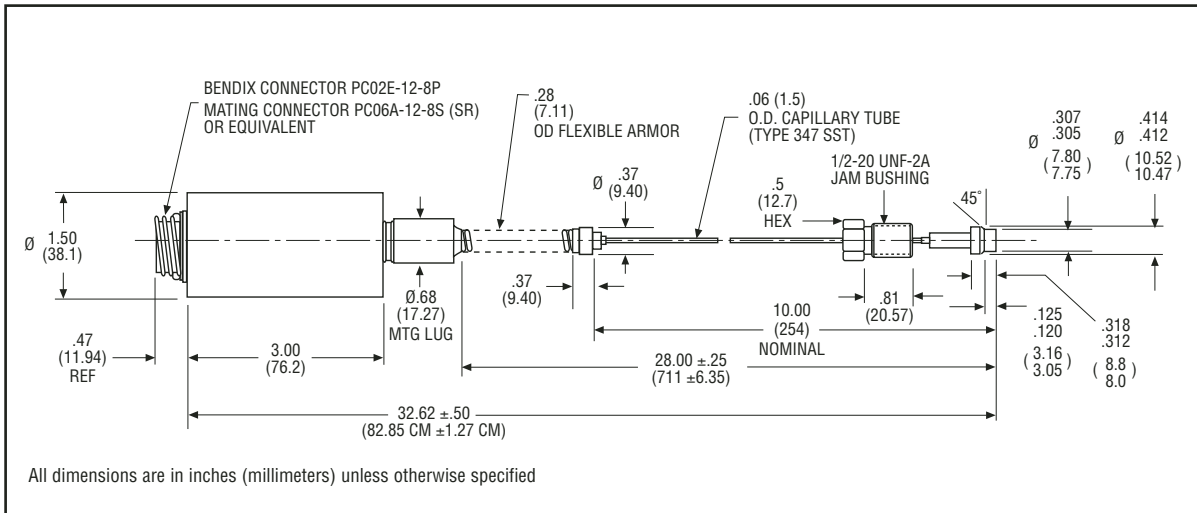 BENDIX CONNECTOR PC02E-12-8P
MATING CONNECTOR PC06A-12-8S (SR)
OR EQUIVALENT
.28
(7.11)
OD FLEXIBLE ARMOR
.06 (1.5)
O.D. CAPILLARY TUBE
(TYPE 347 SST)
1/2-20 UNF-2A
JAM BUSHING
.307
.305
Ø
( 7.80
7.75 )
.414
.412
Ø
( 10.52
10.47 )
Ø .37
(9.40)
.5
(12.7)
HEX
45°
Ø 1.50
(38.1)
Ø.68
(17.27)
MTG LUG
.37
(9.40)
.81
(20.57)
10.00
(254)
NOMINAL
.125
.120
( 3.16
3.05 )
.318
.312
( 8.8
8.0 )
.47
(11.94)
REF
3.00
(76.2)
28.00 ±.25
(711 ±6.35)
32.62 ±.50
(82.85 CM ±1.27 CM)
All dimensions are in inches (millimeters) unless otherwise specified